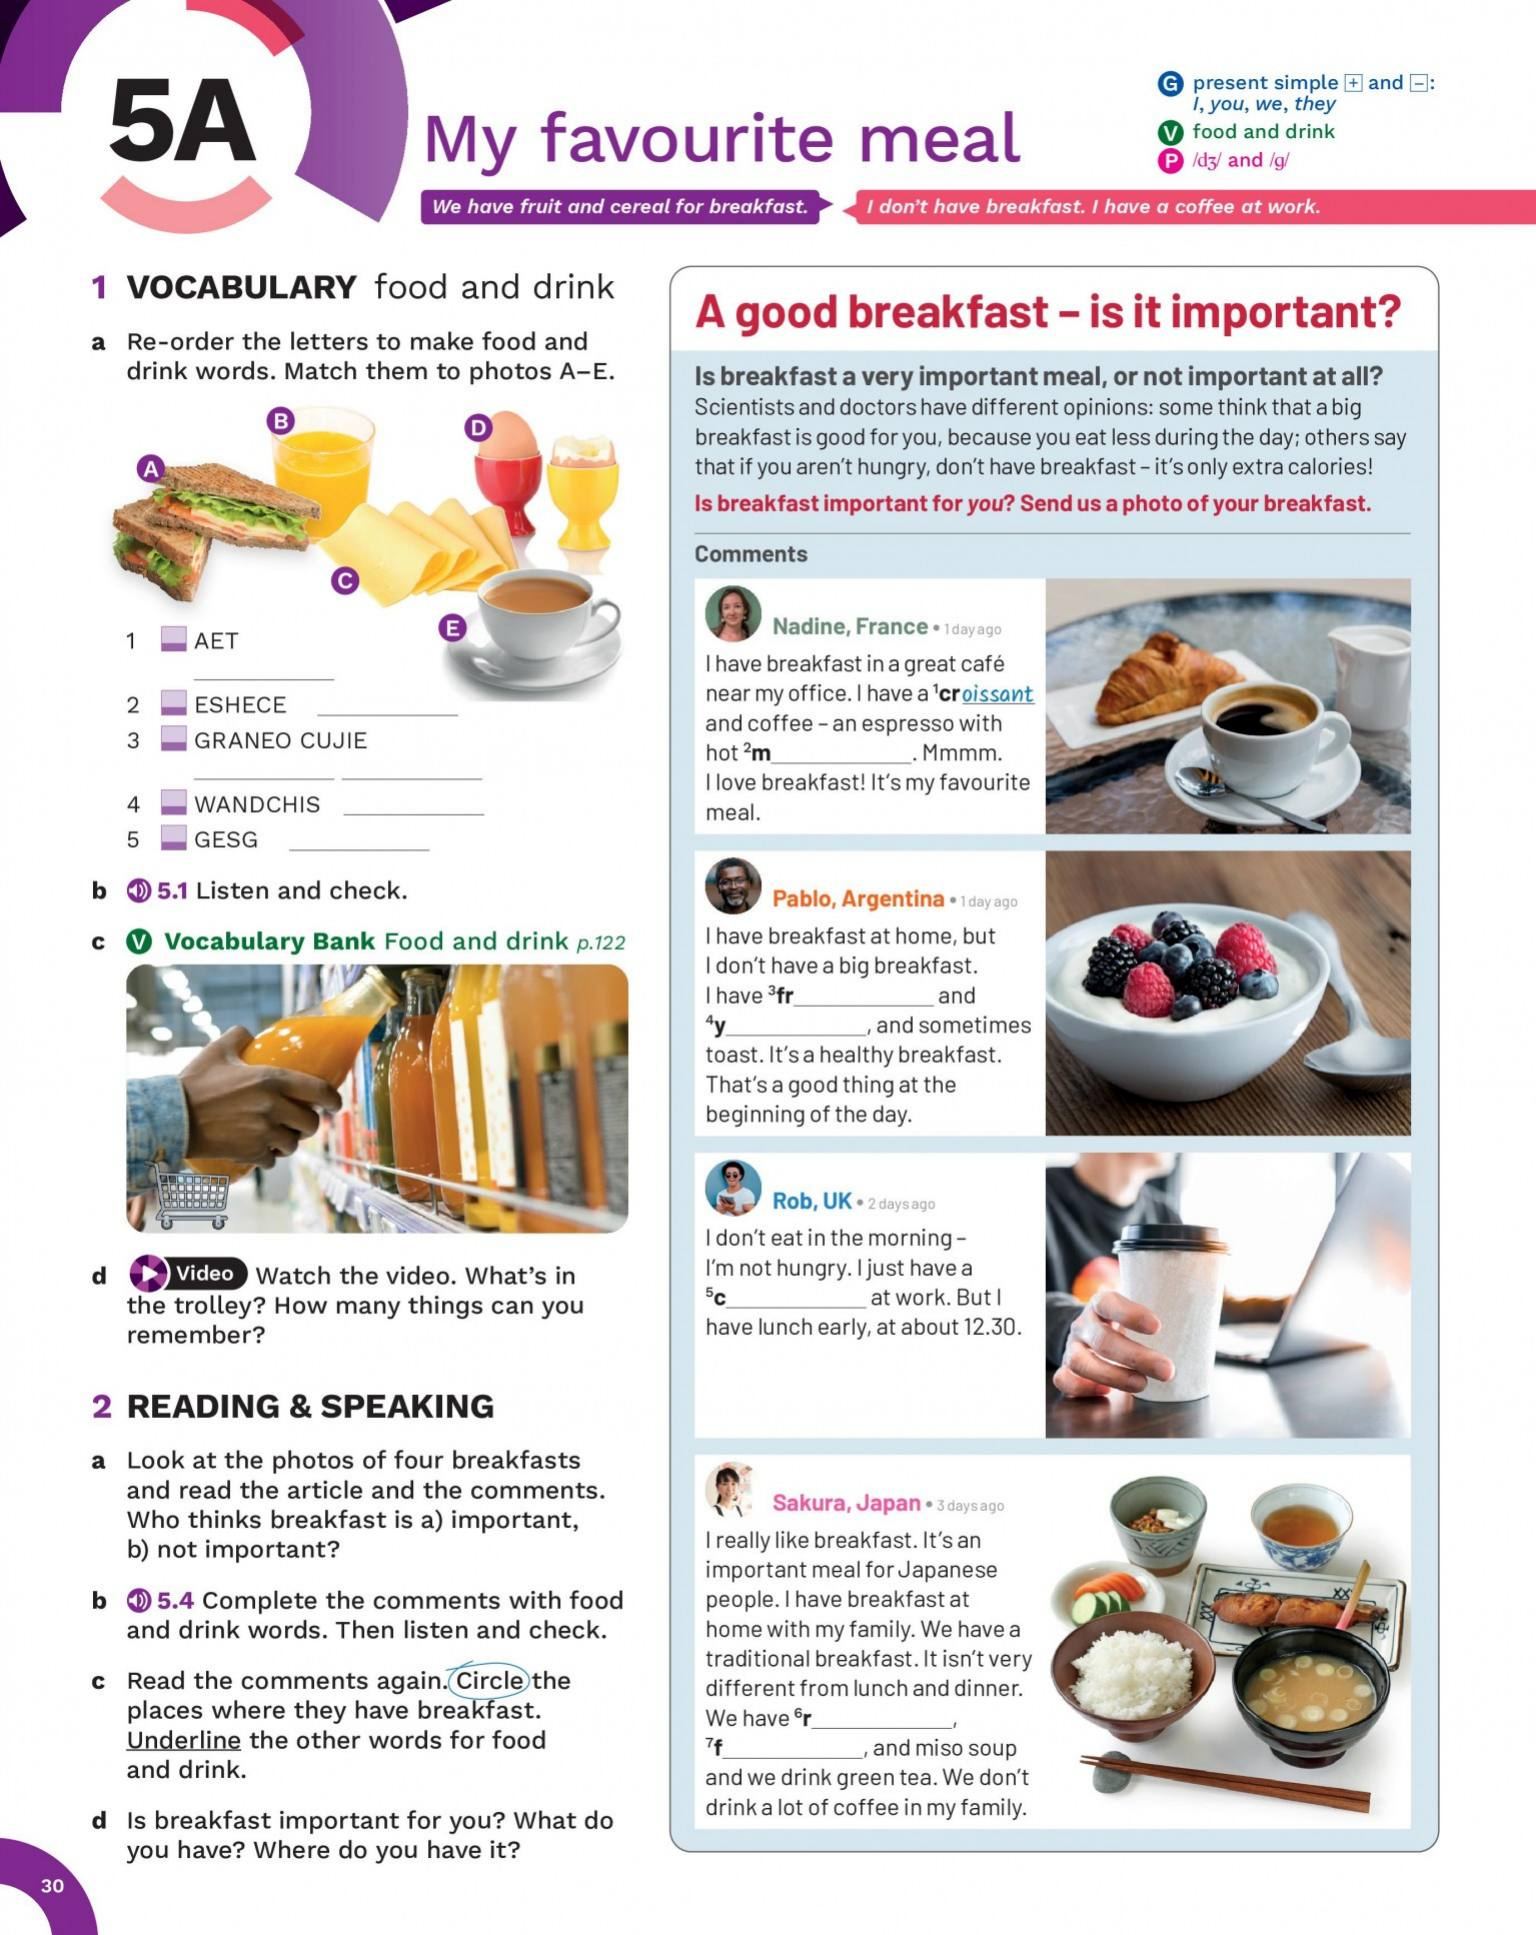 5A
My favourite meal
G present simple + and −:
I, you, we, they
V food and drink
P /dʒ/ and /g/
We have fruit and cereal for breakfast.
I don't have breakfast. I have a coffee at work.
1 VOCABULARY food and drink
a Re-order the letters to make food and
drink words. Match them to photos A–E.
A
B
C
D
E
1 AET
2 ESHECE
3 GRANEO CUJIE
4 WANDCHIS
5 GESG
b 5.1 Listen and check.
c V Vocabulary Bank Food and drink p.122
d Video Watch the video. What's in
the trolley? How many things can you
remember?
2 READING & SPEAKING
a Look at the photos of four breakfasts
and read the article and the comments.
Who thinks breakfast is a) important,
b) not important?
b 5.4 Complete the comments with food
and drink words. Then listen and check.
c Read the comments again. Circle the
places where they have breakfast.
Underline the other words for food
and drink.
d Is breakfast important for you? What do
you have? Where do you have it?
30
A good breakfast – is it important?
Is breakfast a very important meal, or not important at all?
Scientists and doctors have different opinions: some think that a big
breakfast is good for you, because you eat less during the day; others say
that if you aren't hungry, don't have breakfast – it's only extra calories!
Is breakfast important for you? Send us a photo of your breakfast.
Comments
Nadine, France • 1 day ago
I have breakfast in a great café
near my office. I have a ¹croissant
and coffee – an espresso with
hot ²m____________. Mmmm.
I love breakfast! It's my favourite
meal.
Pablo, Argentina • 1 day ago
I have breakfast at home, but
I don't have a big breakfast.
I have ³fr____________ and
⁴y____________, and sometimes
toast. It's a healthy breakfast.
That's a good thing at the
beginning of the day.
Rob, UK • 2 days ago
I don't eat in the morning –
I'm not hungry. I just have a
⁵c____________ at work. But I
have lunch early, at about 12.30.
Sakura, Japan • 3 days ago
I really like breakfast. It's an
important meal for Japanese
people. I have breakfast at
home with my family. We have a
traditional breakfast. It isn't very
different from lunch and dinner.
We have ⁶r____________,
⁷f____________, and miso soup
and we drink green tea. We don't
drink a lot of coffee in my family.